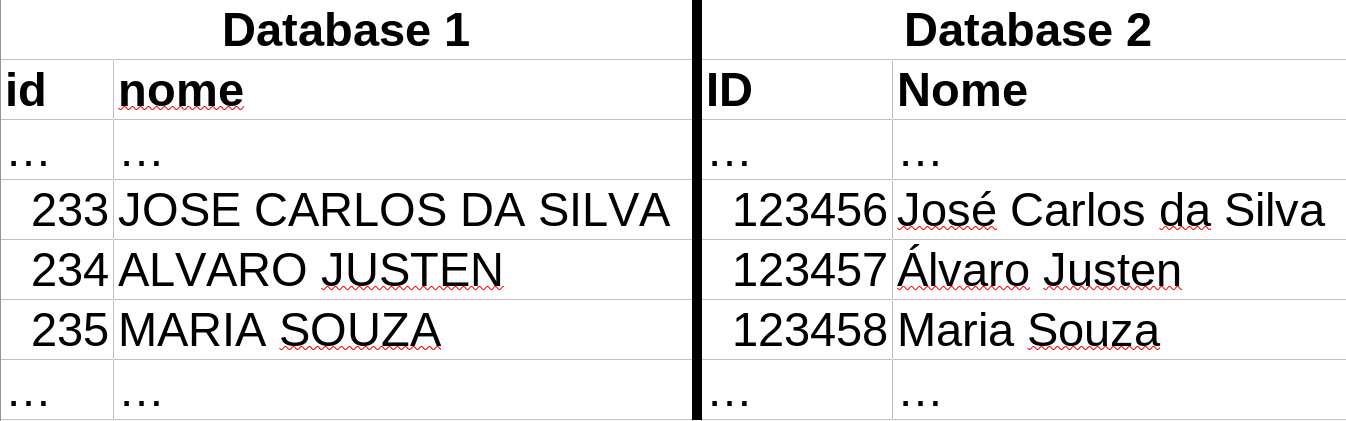 Database 1 Database 2
id nome ID Nome
... ... ... ...
233 JOSE CARLOS DA SILVA 123456 José Carlos da Silva
234 ALVARO JUSTEN 123457 Álvaro Justen
235 MARIA SOUZA 123458 Maria Souza
... ... ... ...